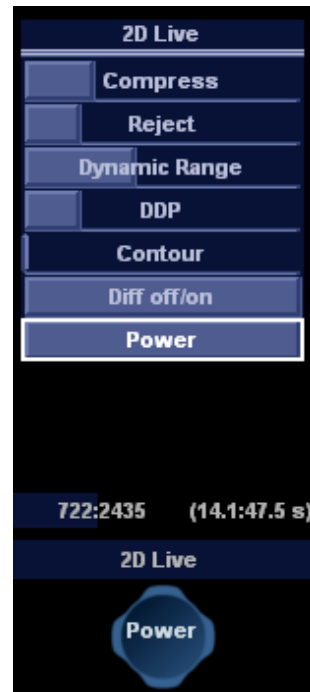 2D Live
Compress
Reject
Dynamic Range
DDP
Contour
Diff off/on
Power
722:2435 (14.1:47.5 s)
2D Live
Power